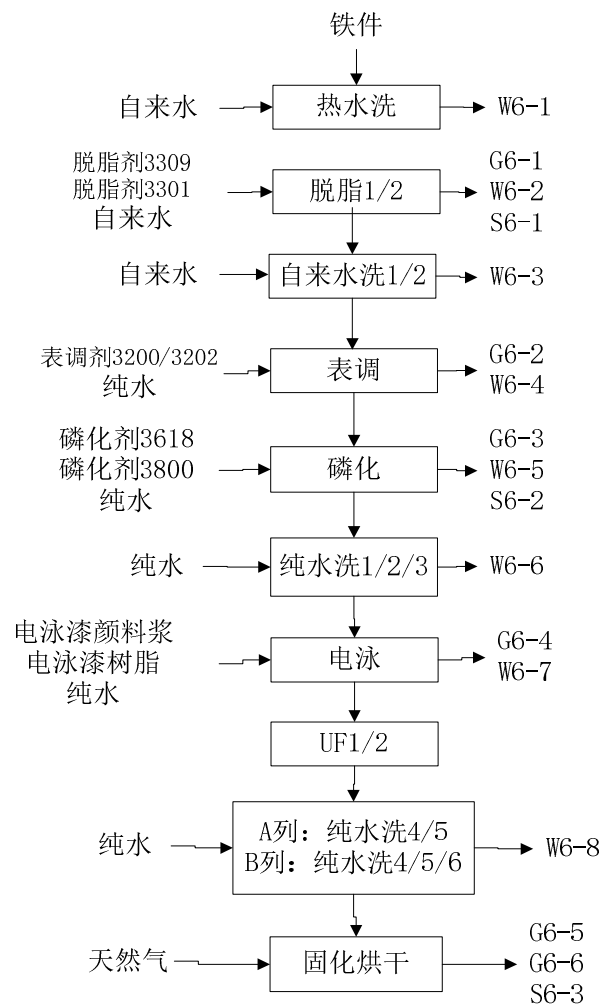 铁件
自来水
热水洗
W6-1
脱脂剂3309
脱脂剂3301
自来水
脱脂1/2
G6-1
W6-2
S6-1
自来水
自来水洗1/2
W6-3
表调剂3200/3202
纯水
表调
G6-2
W6-4
磷化剂3618
磷化剂3800
纯水
磷化
G6-3
W6-5
S6-2
纯水
纯水洗1/2/3
W6-6
电泳漆颜料浆
电泳漆树脂
纯水
电泳
G6-4
W6-7
UF1/2
纯水
A列：纯水洗4/5
B列：纯水洗4/5/6
W6-8
天然气
固化烘干
G6-5
G6-6
S6-3